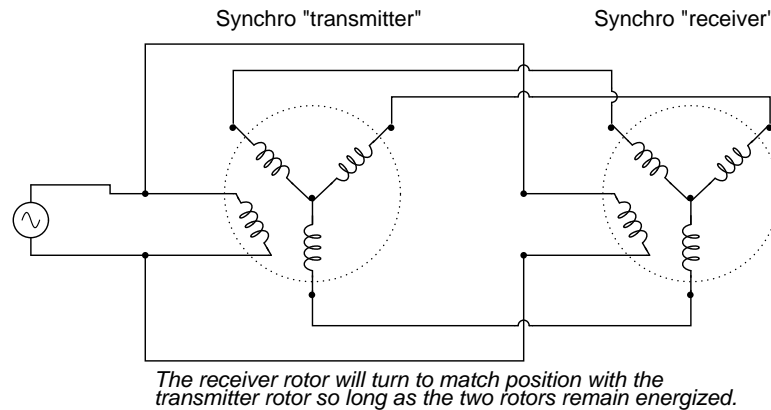 Synchro "transmitter"
Synchro "receiver"
The receiver rotor will turn to match position with the
transmitter rotor so long as the two rotors remain energized.